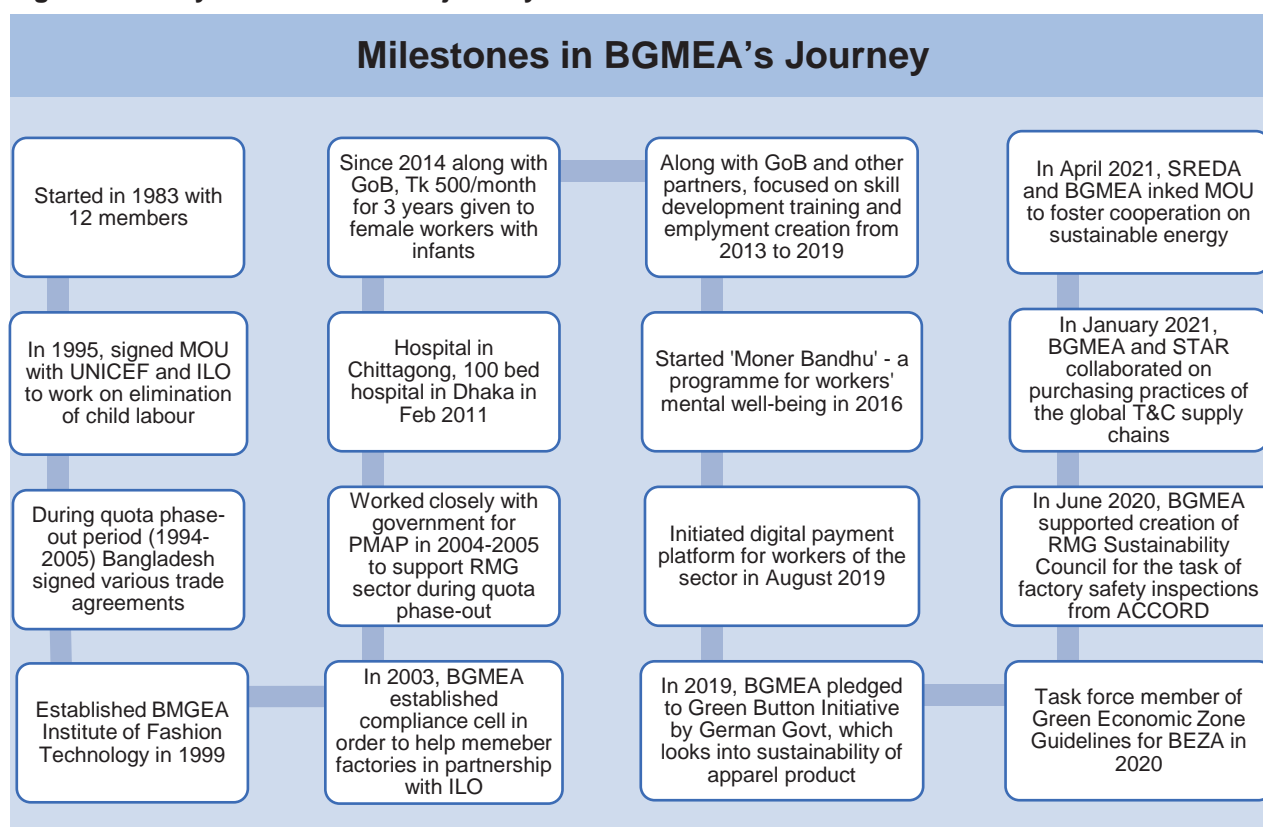 Milestones in BGMEA's Journey
Started in 1983 with
12 members
In 1995, signed MOU
with UNICEF and ILO
to work on elimination
of child labour
During quota phase-
out period (1994-
2005) Bangladesh
signed various trade
agreements
Established BMGEA
Institute of Fashion
Technology in 1999
In 2003, BGMEA
established
compliance cell in
order to help memeber
factories in partnership
with ILO
Worked closely with
government for
PMAP in 2004-2005
to support RMG
sector during quota
phase-out
Hospital in
Chittagong, 100 bed
hospital in Dhaka in
Feb 2011
Since 2014 along with
GoB, Tk 500/month
for 3 years given to
female workers with
infants
Along with GoB and other
partners, focused on skill
development training and
emplyment creation from
2013 to 2019
Started 'Moner Bandhu' - a
programme for workers'
mental well-being in 2016
Initiated digital payment
platform for workers of the
sector in August 2019
In 2019, BGMEA pledged
to Green Button Initiative
by German Govt, which
looks into sustainability of
apparel product
Task force member of
Green Economic Zone
Guidelines for BEZA in
2020
In June 2020, BGMEA
supported creation of
RMG Sustainability
Council for the task of
factory safety inspections
from ACCORD
In January 2021,
BGMEA and STAR
collaborated on
purchasing practices of
the global T&C supply
chains
In April 2021, SREDA
and BGMEA inked MOU
to foster cooperation on
sustainable energy